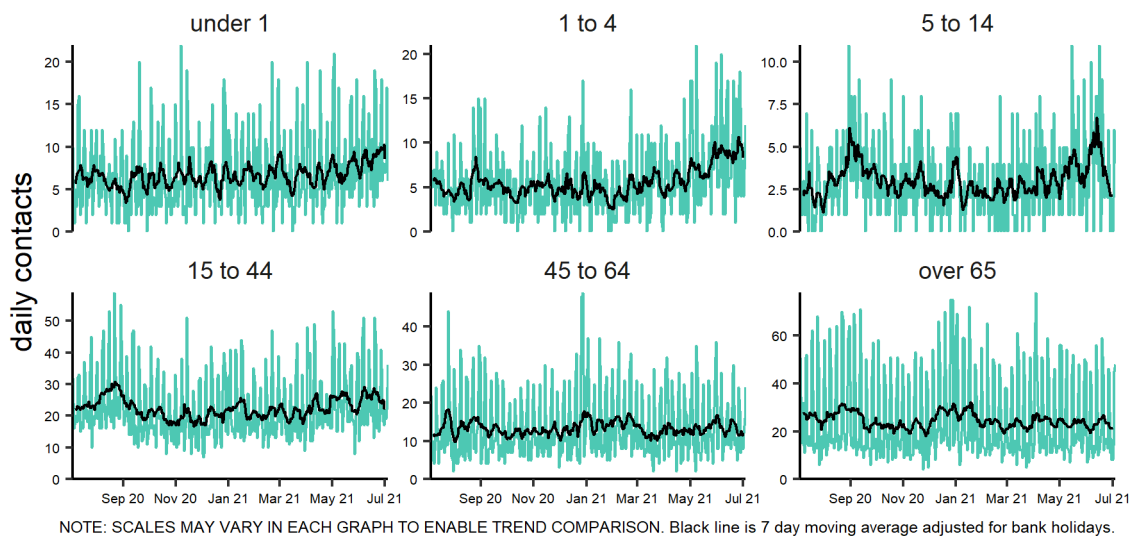 under 1
1 to 4
5 to 14
20
15
10
5
0
20
15
10
5
0
10.0
7.5
5.0
2.5
0.0
daily contacts
15 to 44
45 to 64
over 65
50
40
30
20
10
0
40
30
20
10
0
60
40
20
0
Sep 20 Nov 20 Jan 21 Mar 21 May 21 Jul 21
Sep 20 Nov 20 Jan 21 Mar 21 May 21 Jul 21
Sep 20 Nov 20 Jan 21 Mar 21 May 21 Jul 21
NOTE: SCALES MAY VARY IN EACH GRAPH TO ENABLE TREND COMPARISON. Black line is 7 day moving average adjusted for bank holidays.